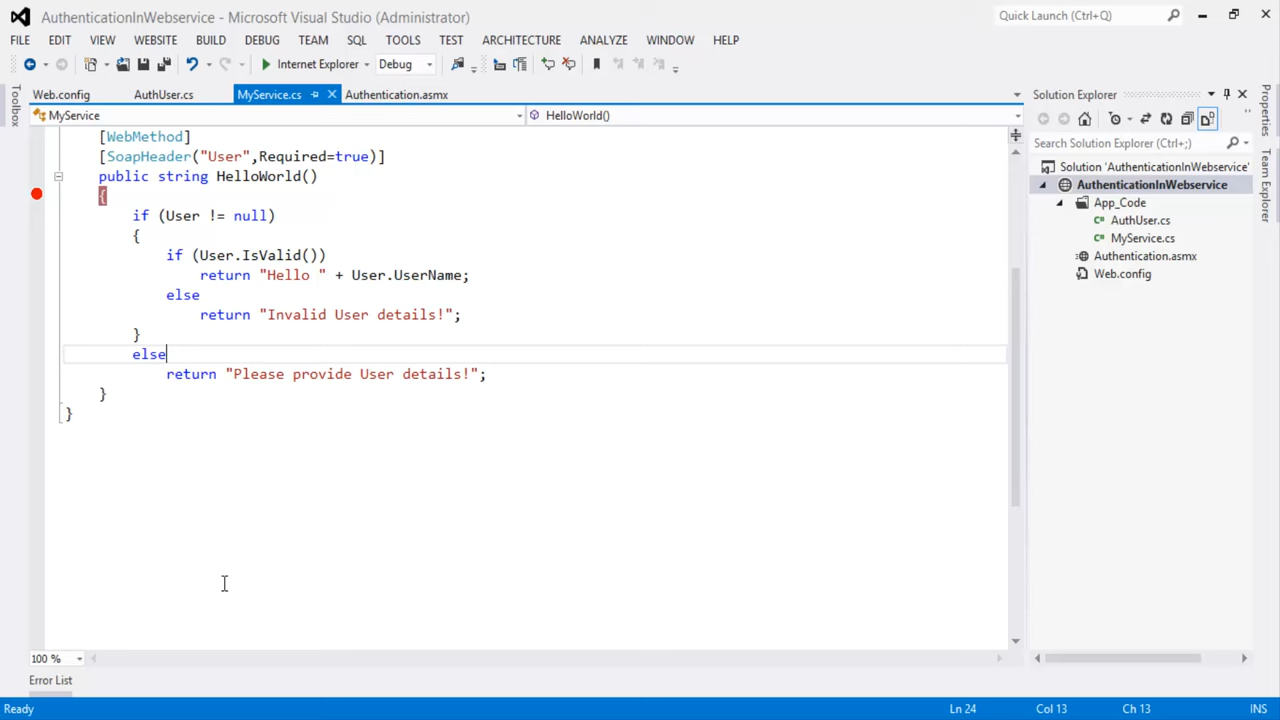 AuthenticationInWebservice - Microsoft Visual Studio (Administrator)
Quick Launch (Ctrl+Q)
FILE EDIT VIEW WEBSITE BUILD DEBUG TEAM SQL TOOLS TEST ARCHITECTURE ANALYZE WINDOW HELP
Internet Explorer Debug
Toolbox
Web.config AuthUser.cs MyService.cs Authentication.asmx
MyService HelloWorld()
[WebMethod]
[SoapHeader("User",Required=true)]
public string HelloWorld()
{
if (User != null)
{
if (User.IsValid())
return "Hello " + User.UserName;
else
return "Invalid User details!";
}
else
return "Please provide User details!";
}
}
100 %
Error List
Solution Explorer
Search Solution Explorer (Ctrl+;)
Solution 'AuthenticationInWebservice'
AuthenticationInWebservice
App_Code
AuthUser.cs
MyService.cs
Authentication.asmx
Web.config
Properties
Team Explorer
Ready Ln 24 Col 13 Ch 13 INS